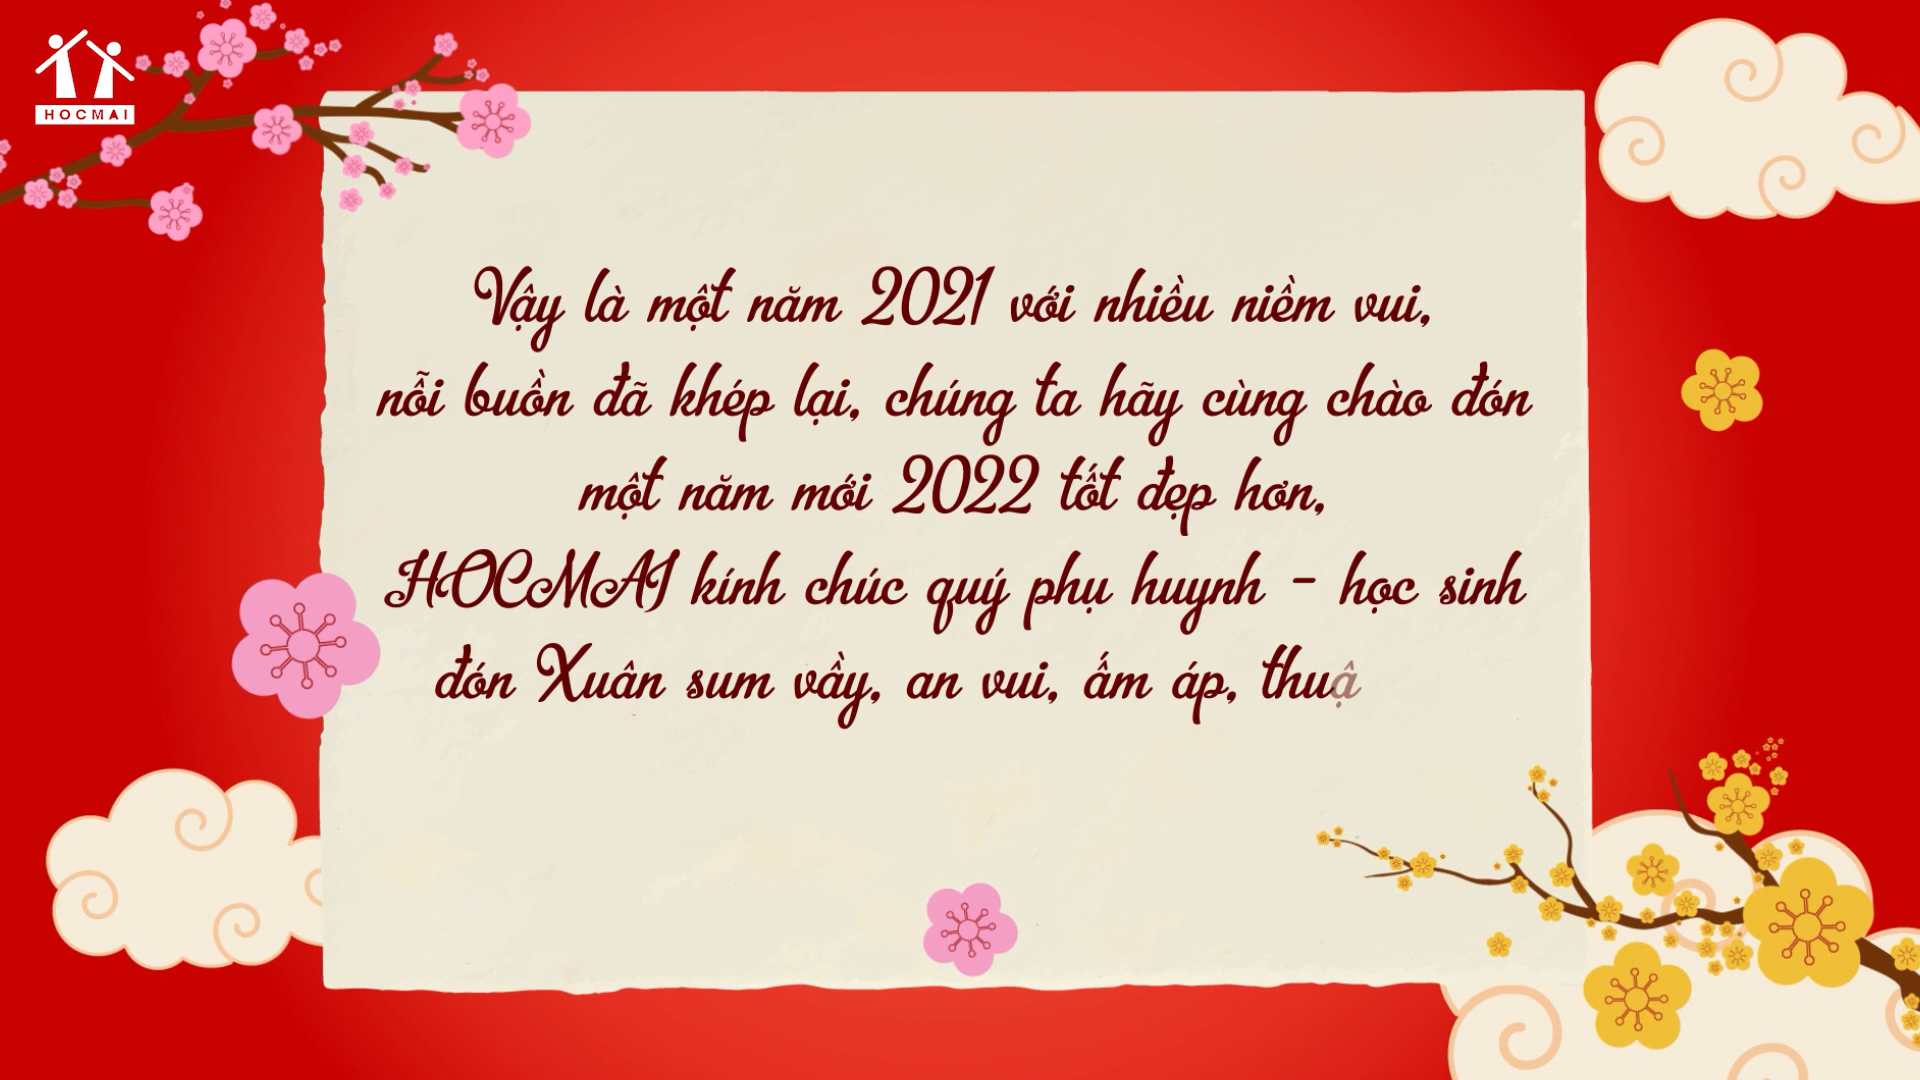 HOCMAI
Vậy là một năm 2021 với nhiều niềm vui,
nỗi buồn đã khép lại, chúng ta hãy cùng chào đón
một năm mới 2022 tốt đẹp hơn,
HOCMAI kính chúc quý phụ huynh - học sinh
đón Xuân sum vầy, an vui, ấm áp, thuậ